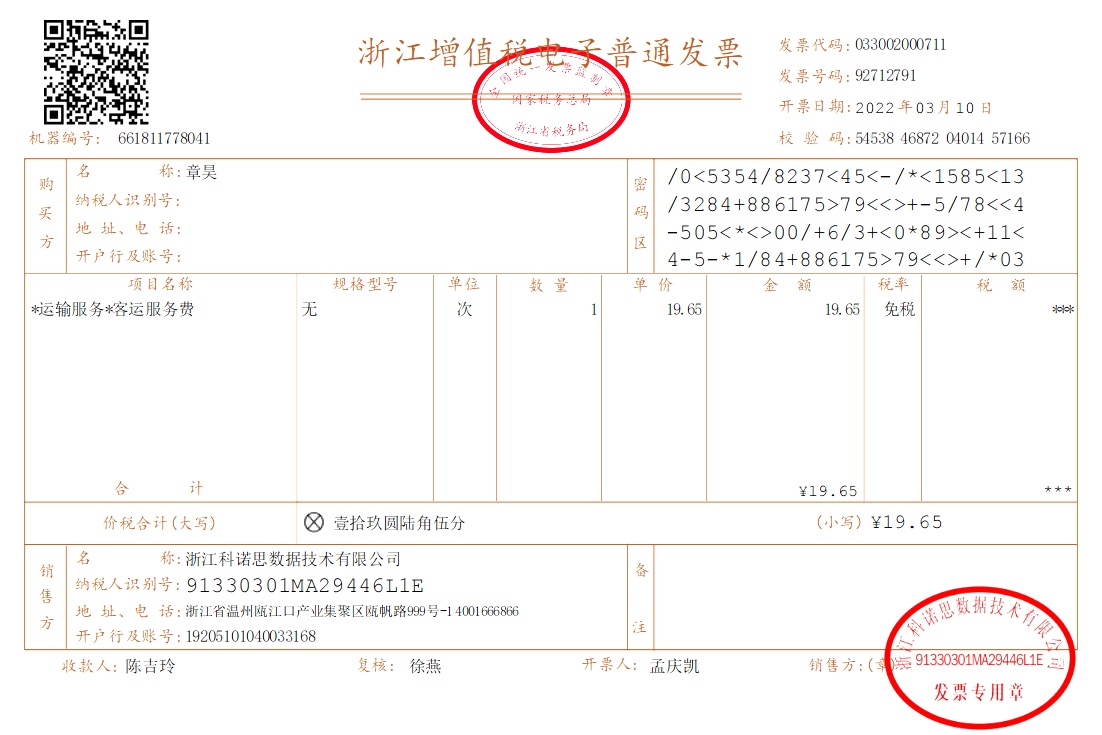 浙江增值税电子普通发票
全国统一发票监制章
国家税务总局
浙江省税务局
发票代码: 033002000711
发票号码: 92712791
开票日期: 2022年03月10日
校 验 码: 54538 46872 04014 57166
机器编号: 661811778041
购买方
名 称: 章昊
纳税人识别号:
地 址、电 话:
开户行及账号:
密码区
/0<5354/8237<45<-/*<1585<13
/3284+886175>79<<>+-5/78<<4
-505<*<>00/+6/3+<0*89><+11<
4-5-*1/84+886175>79<<>+/*03
项目名称 规格型号 单位 数 量 单 价 金 额 税率 税 额
*运输服务*客运服务费 无 次 1 19.65 19.65 免税 ***
合 计 ¥19.65 ***
价税合计(大写) ⊗ 壹拾玖圆陆角伍分 (小写) ¥19.65
销售方
名 称: 浙江科诺思数据技术有限公司
纳税人识别号: 91330301MA29446L1E
地 址、电 话: 浙江省温州瓯江口产业集聚区瓯帆路999号-14001666866
开户行及账号: 19205101040033168
备注
收款人: 陈吉玲 复核: 徐燕 开票人: 孟庆凯 销售方:(章)
浙江科诺思数据技术有限公司
91330301MA29446L1E
发票专用章